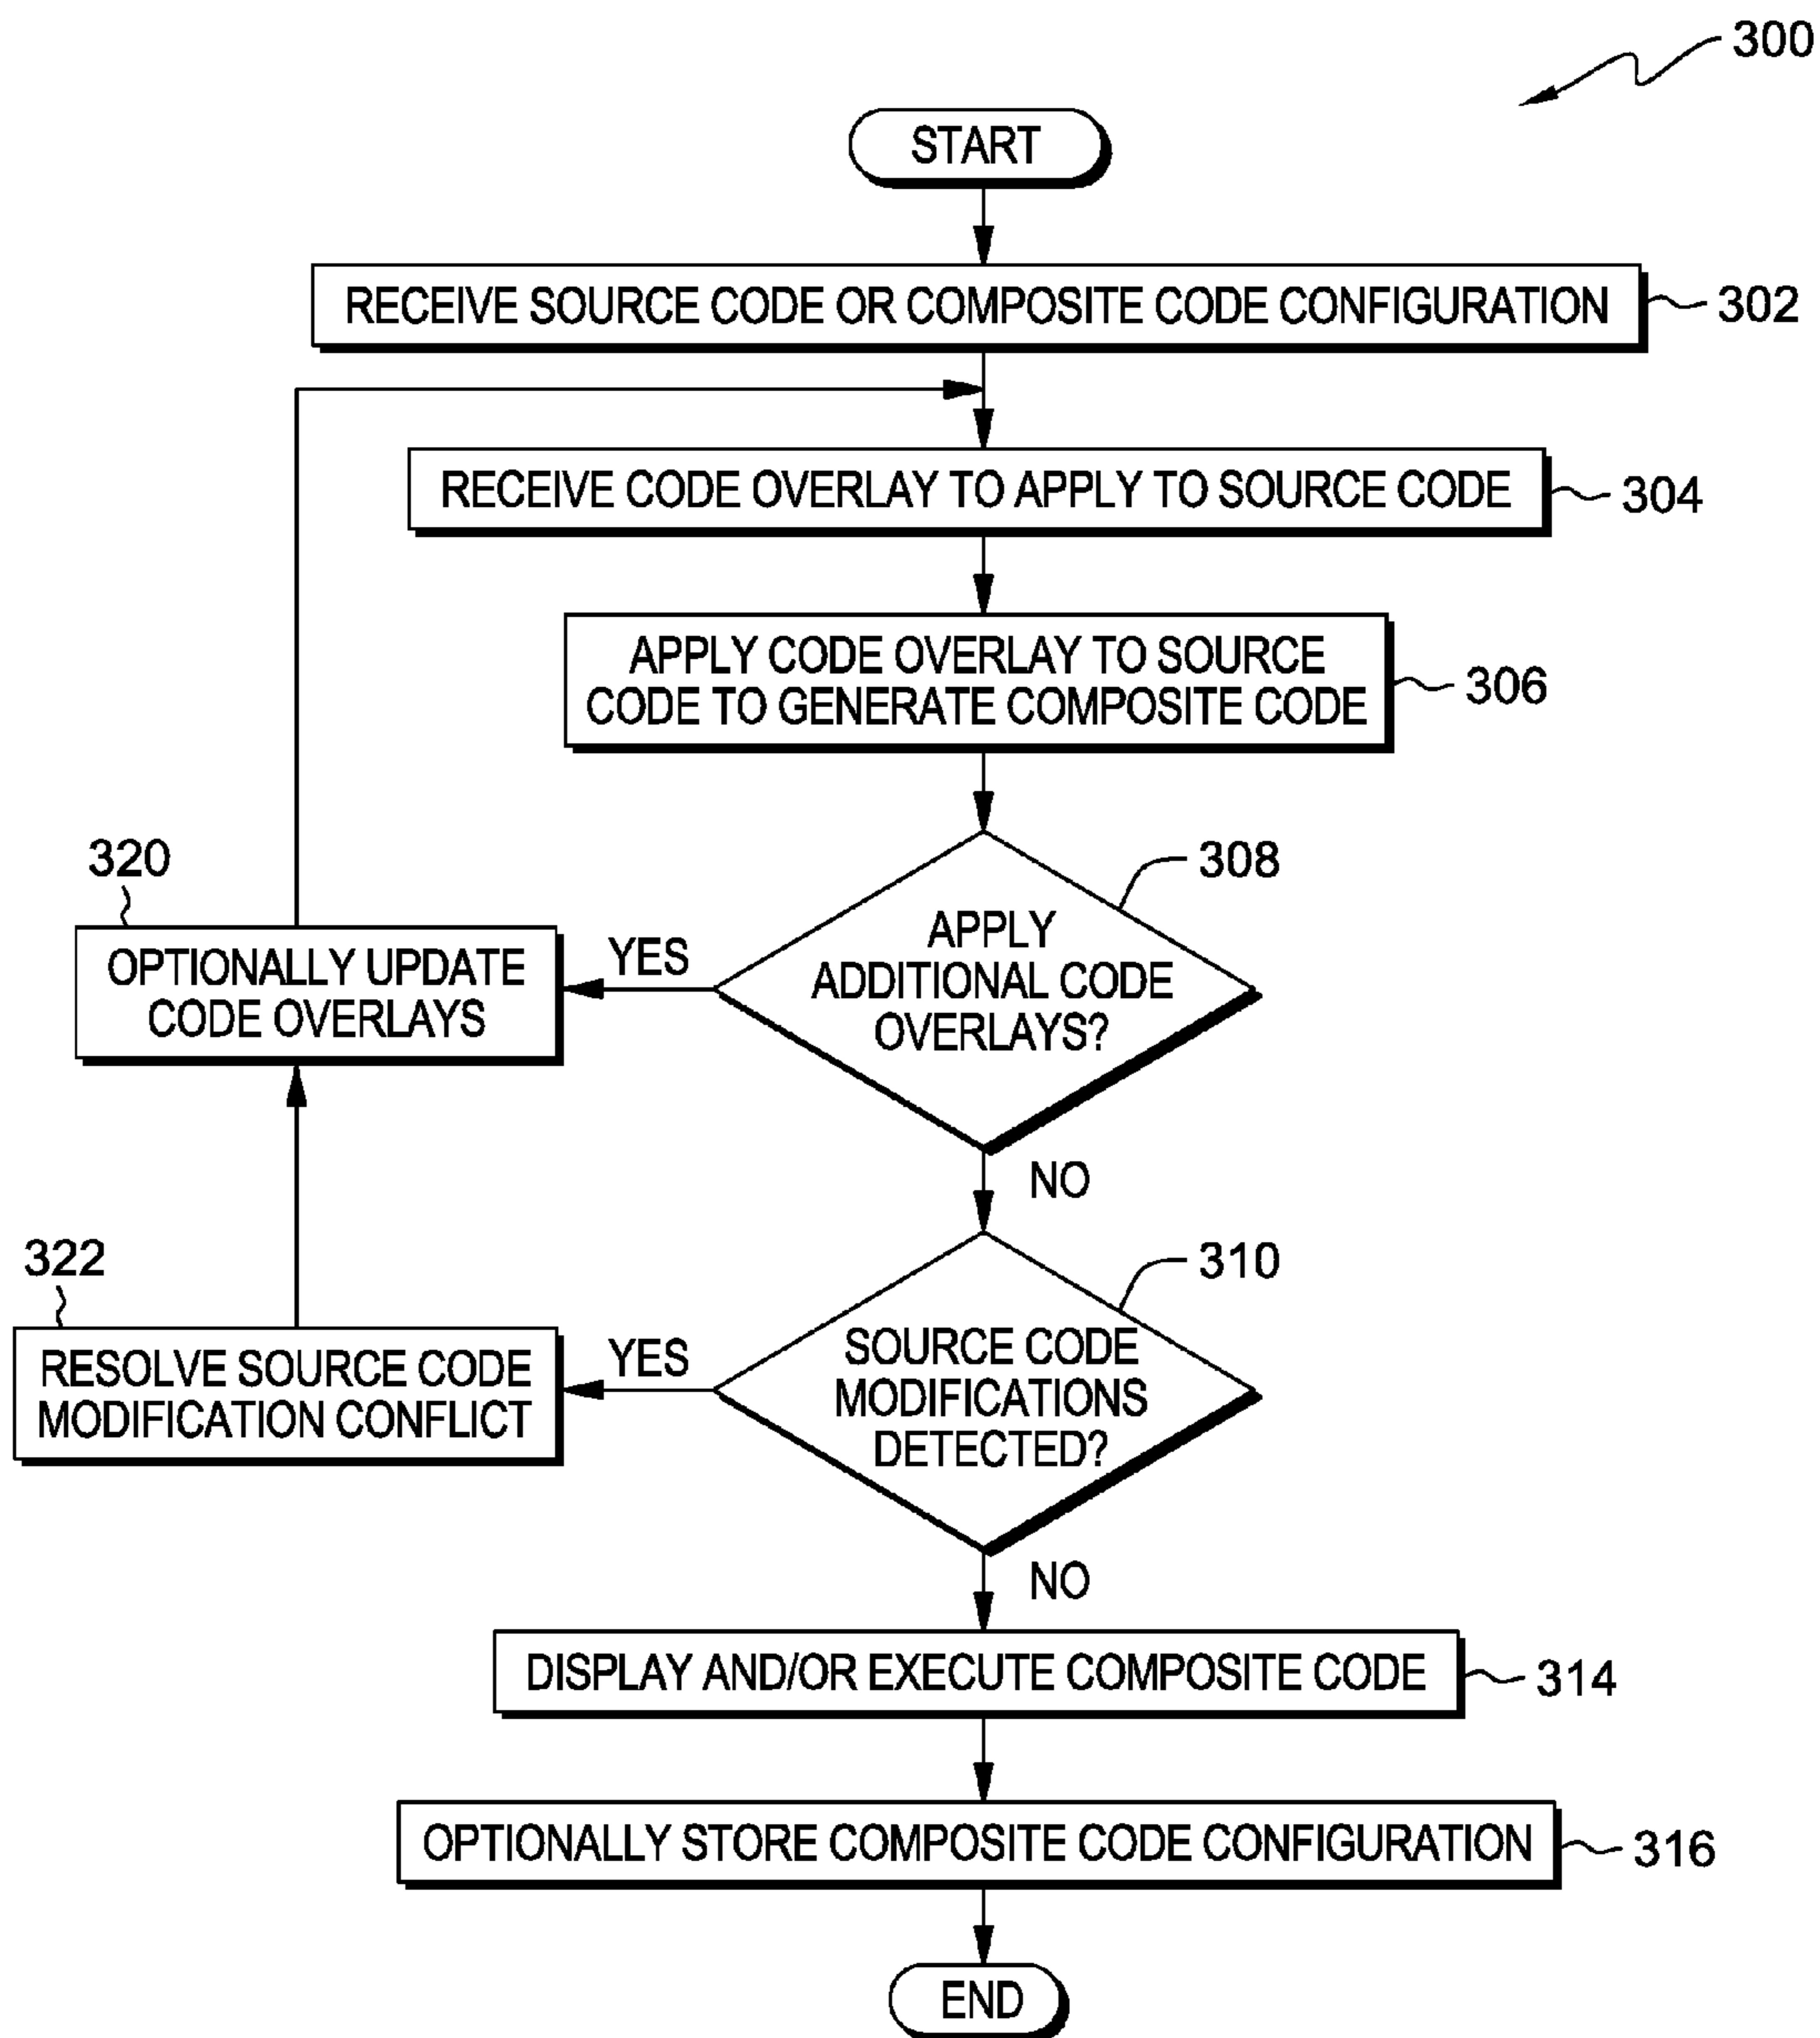 300
START
RECEIVE SOURCE CODE OR COMPOSITE CODE CONFIGURATION
302
RECEIVE CODE OVERLAY TO APPLY TO SOURCE CODE
304
APPLY CODE OVERLAY TO SOURCE
CODE TO GENERATE COMPOSITE CODE
306
308
APPLY
ADDITIONAL CODE
OVERLAYS?
YES
320
OPTIONALLY UPDATE
CODE OVERLAYS
NO
310
SOURCE CODE
MODIFICATIONS
DETECTED?
YES
322
RESOLVE SOURCE CODE
MODIFICATION CONFLICT
NO
DISPLAY AND/OR EXECUTE COMPOSITE CODE
314
OPTIONALLY STORE COMPOSITE CODE CONFIGURATION
316
END